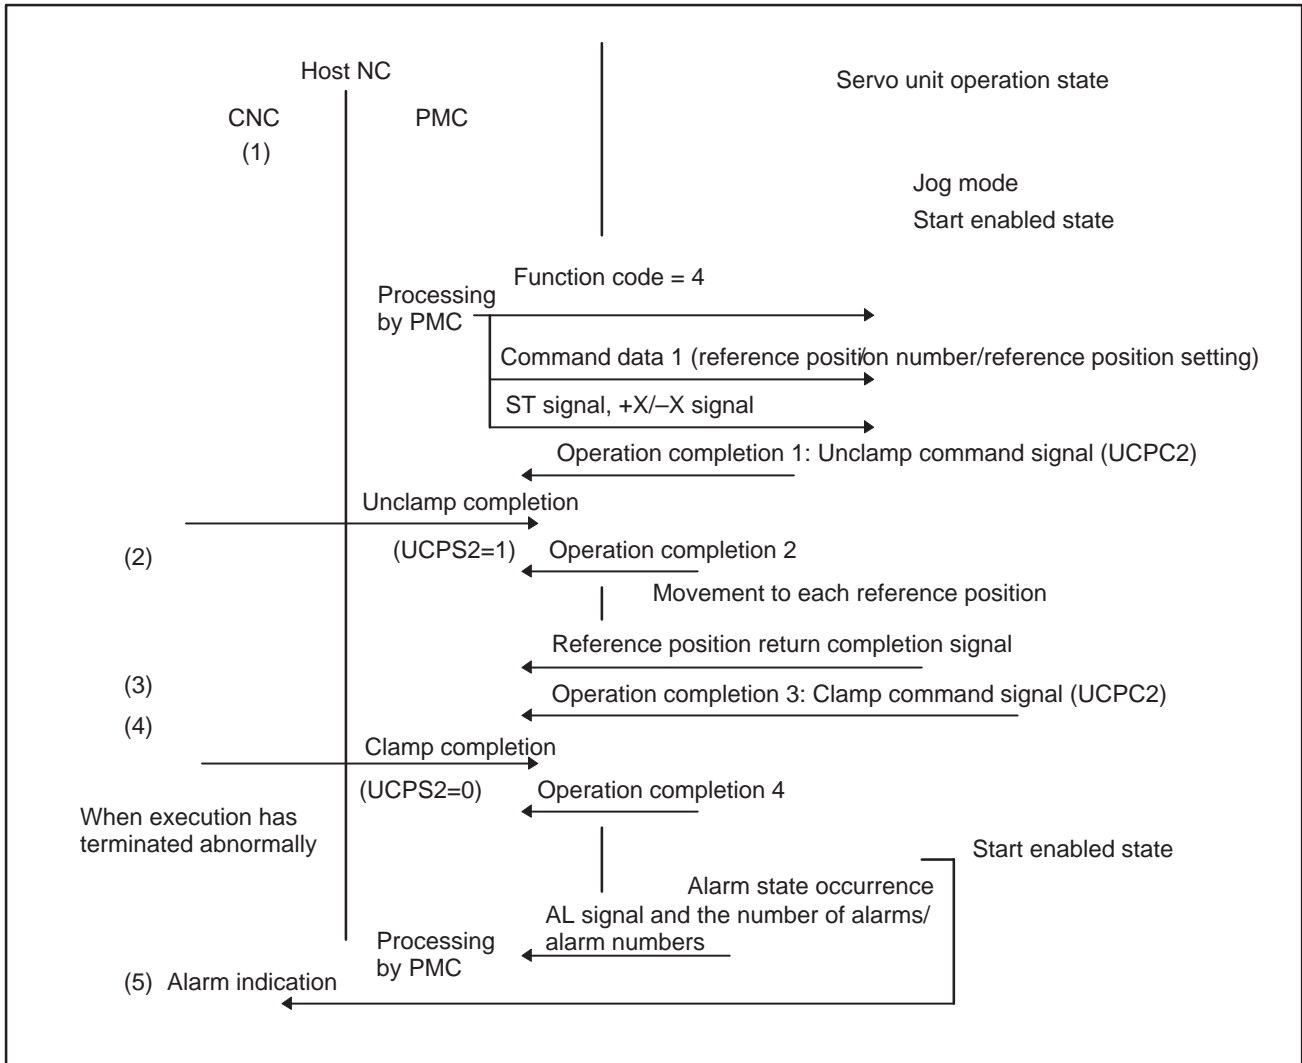 Host NC
Servo unit operation state
CNC
PMC
(1)
Jog mode
Start enabled state
Function code = 4
Processing
by PMC
Command data 1 (reference position number/reference position setting)
ST signal, +X/–X signal
Operation completion 1: Unclamp command signal (UCPC2)
Unclamp completion
(2)
(UCPS2=1)
Operation completion 2
Movement to each reference position
Reference position return completion signal
(3)
Operation completion 3: Clamp command signal (UCPC2)
(4)
Clamp completion
(UCPS2=0)
Operation completion 4
When execution has
terminated abnormally
Start enabled state
Alarm state occurrence
AL signal and the number of alarms/
alarm numbers
Processing
by PMC
(5) Alarm indication